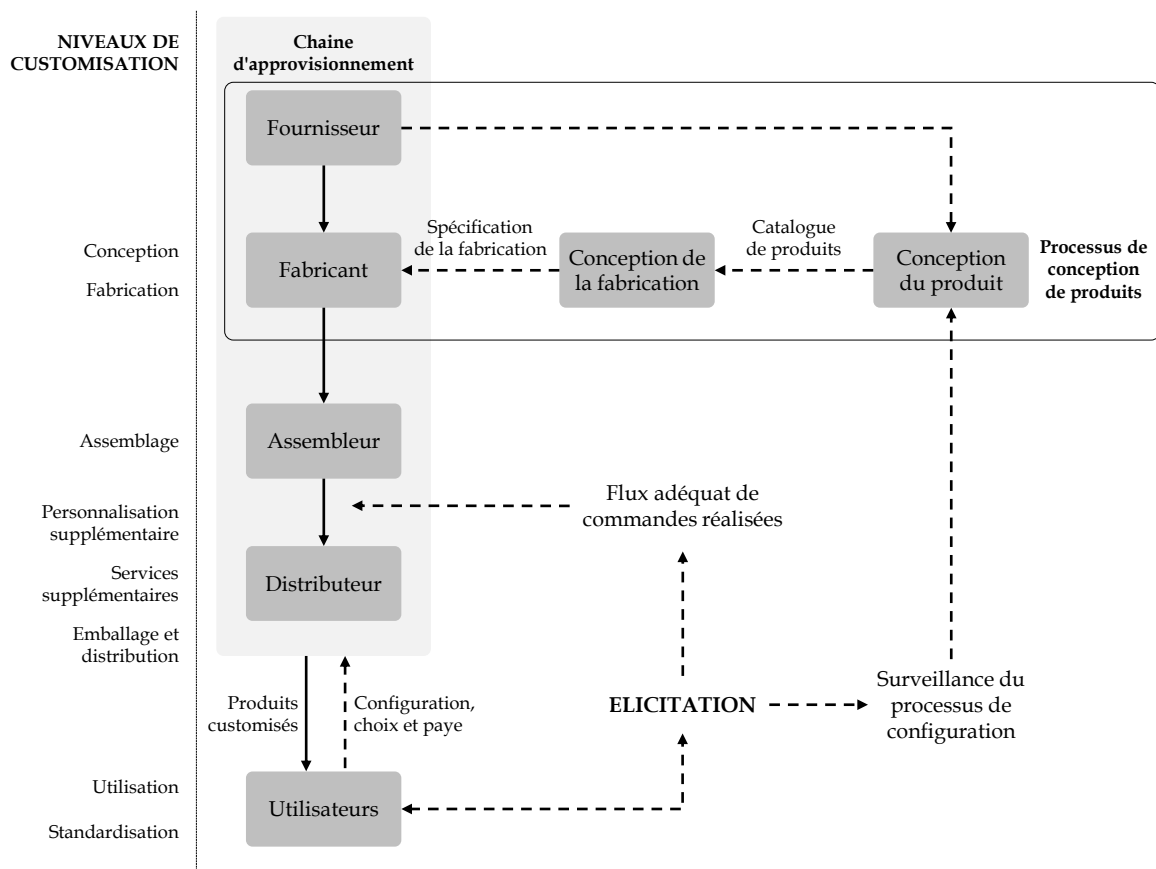 NIVEAUX DE
CUSTOMISATION
Chaine
d'approvisionnement
Fournisseur
Conception
Fabrication
Fabricant
Spécification
de la fabrication
Conception de
la fabrication
Catalogue
de produits
Conception
du produit
Processus de
conception
de produits
Assemblage
Assembleur
Personnalisation
supplémentaire
Flux adéquat de
commandes réalisées
Services
supplémentaires
Distributeur
Emballage et
distribution
Produits
customisés
Configuration,
choix et paye
ELICITATION
Surveillance du
processus de
configuration
Utilisation
Standardisation
Utilisateurs